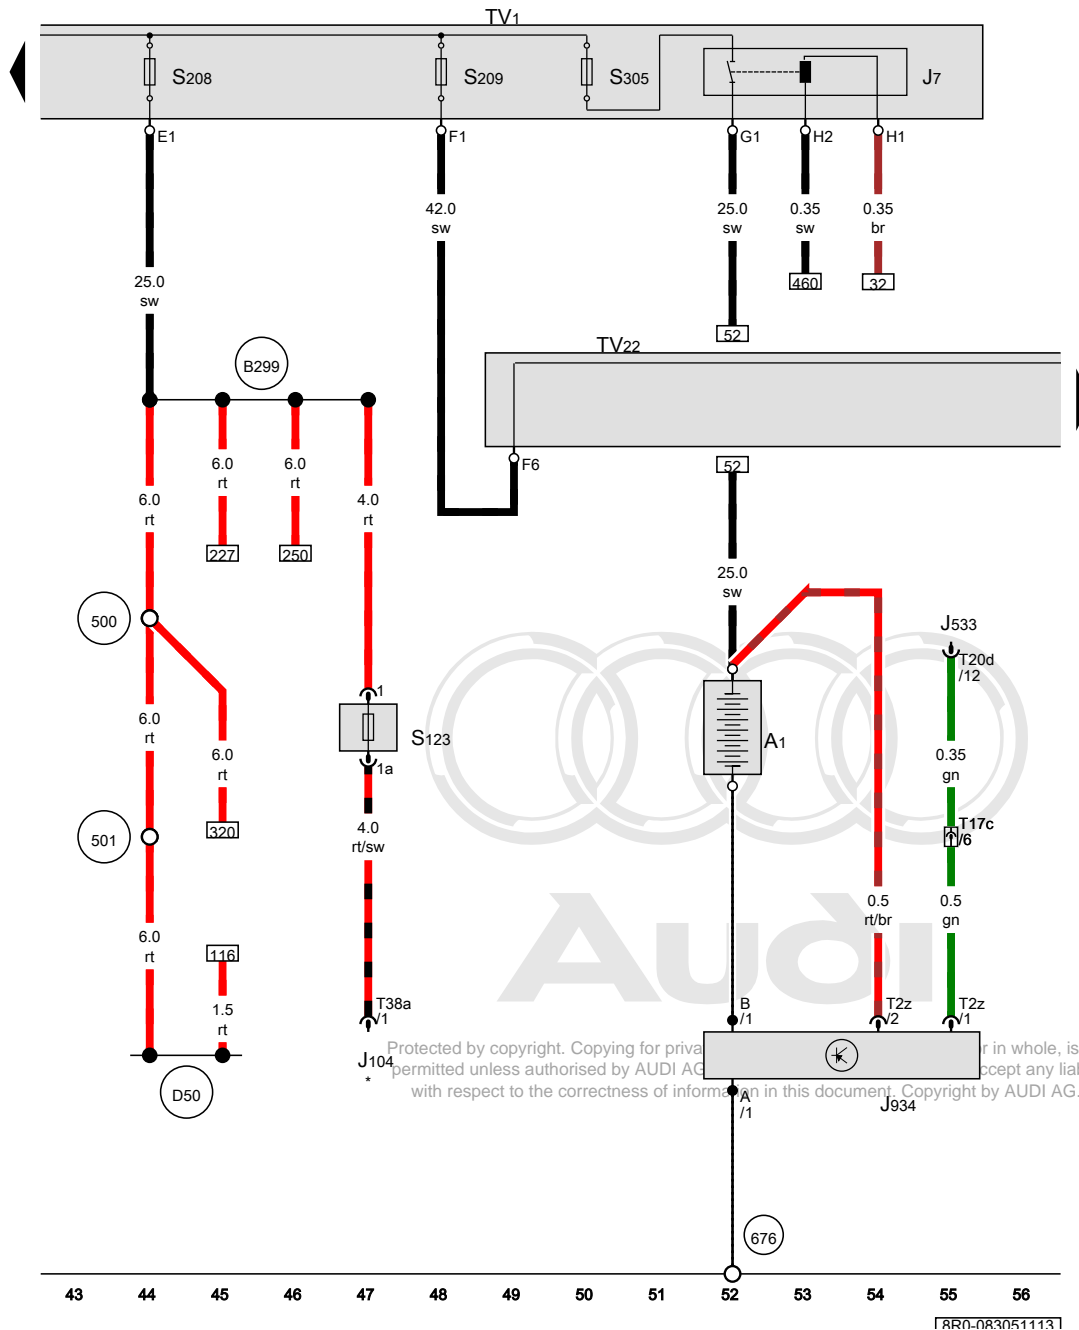 TV1
S208
S209
S305
J7
E1
F1
G1
H2
H1
42.0
sw
25.0
sw
0.35
sw
0.35
br
25.0
sw
460
32
52
TV22
B299
6.0
rt
6.0
rt
F6
52
6.0
rt
4.0
rt
227
250
25.0
sw
500
J533
T20d
/12
1
6.0
rt
S123
A1
6.0
rt
1a
0.35
gn
320
501
4.0
rt/sw
T17c
/6
0.5
rt/br
0.5
gn
6.0
rt
116
Audi
1.5
rt
T38a
/1
B
/1
T2z
/2
T2z
/1
J104
*
Protected by copyright. Copying for priva
r in whole, is
permitted unless authorised by AUDI AG
ccept any liab
with respect to the correctness of information in this document. Copyright by AUDI AG.
D50
A
/1
J934
676
43 44 45 46 47 48 49 50 51 52 53 54 55 56
8R0-083051113